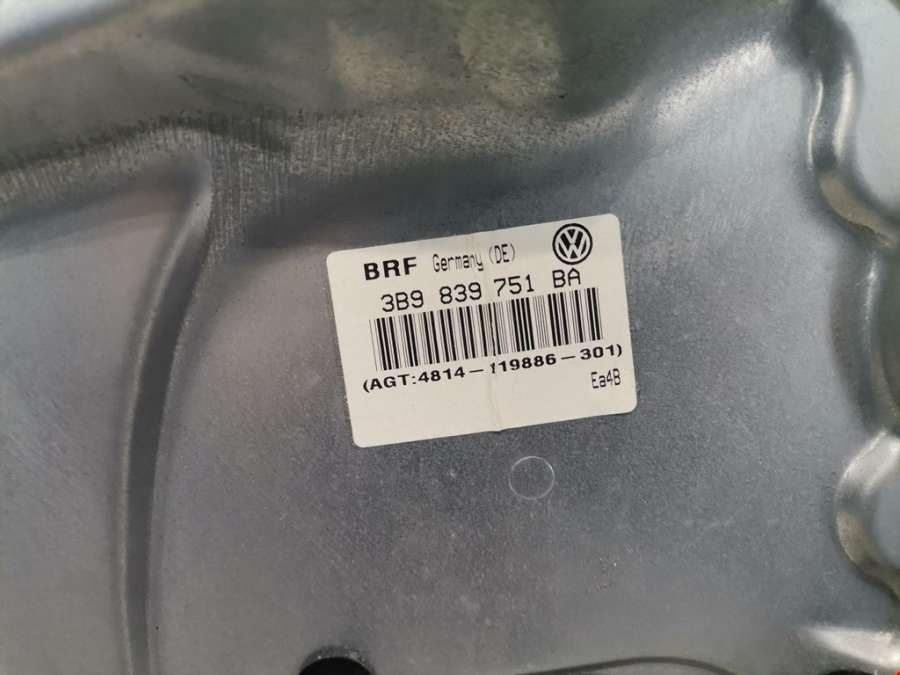 BRF Germany (DE)
3B9 839 751 BA
(AGT:4814-119886-301)
Ea4B